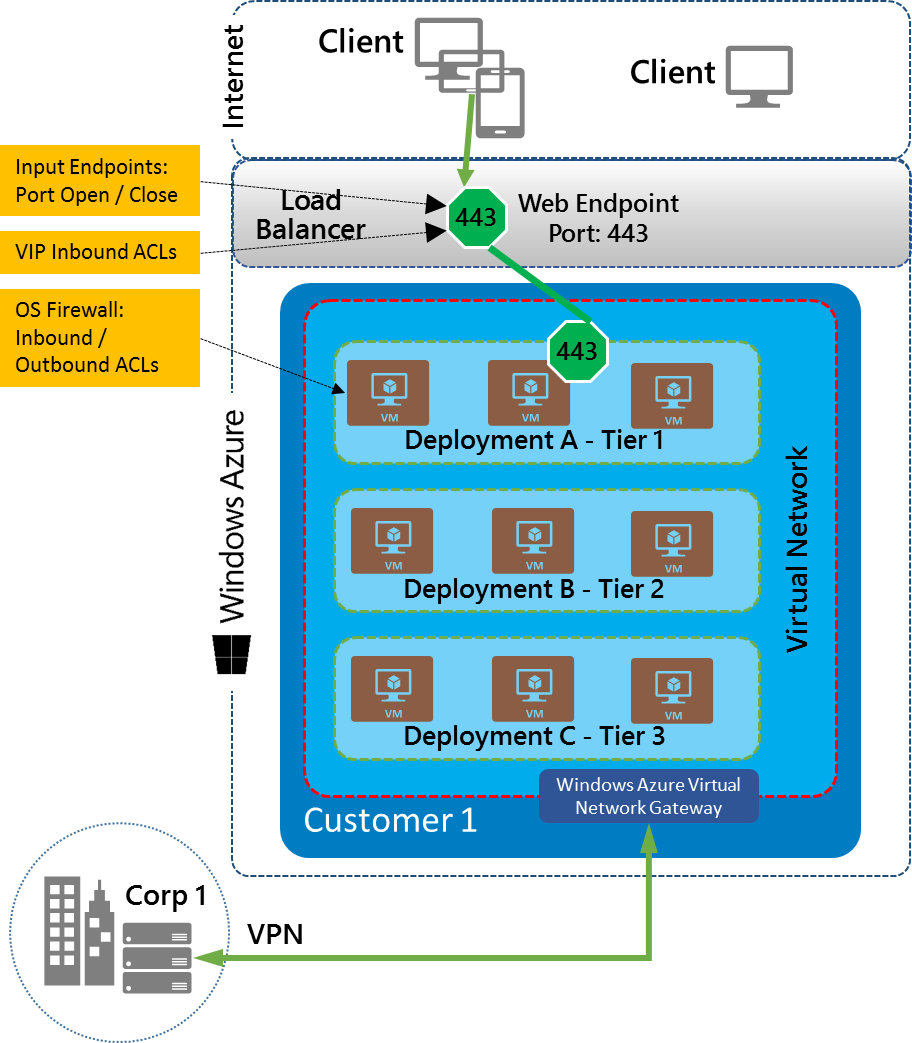 Internet
Client
Client
Input Endpoints:
Port Open / Close
VIP Inbound ACLs
OS Firewall:
Inbound /
Outbound ACLs
Load
Balancer
443
Web Endpoint
Port: 443
Windows Azure
443
VM
VM
VM
Deployment A - Tier 1
VM
VM
VM
Deployment B - Tier 2
VM
VM
VM
Deployment C - Tier 3
Virtual Network
Windows Azure Virtual
Network Gateway
Customer 1
Corp 1
VPN